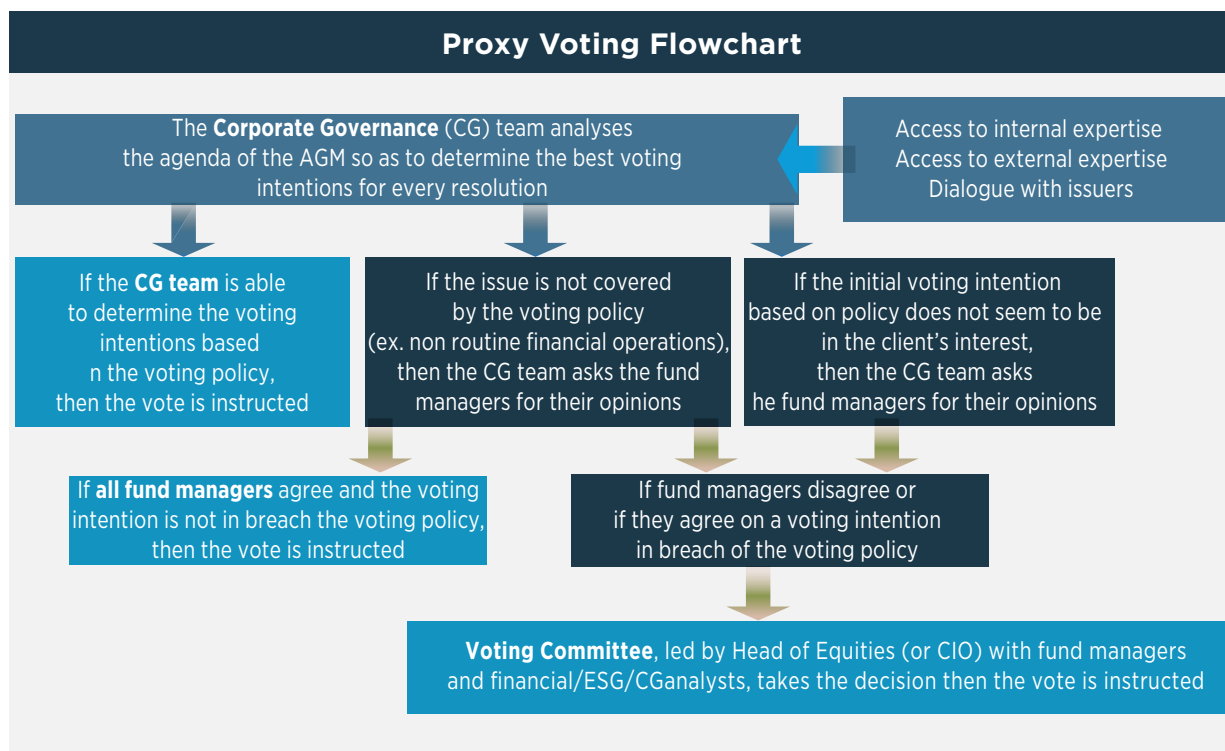 Proxy Voting Flowchart
The Corporate Governance (CG) team analyses
the agenda of the AGM so as to determine the best voting
intentions for every resolution
Access to internal expertise
Access to external expertise
Dialogue with issuers
If the CG team is able
to determine the voting
intentions based
n the voting policy,
then the vote is instructed
If the issue is not covered
by the voting policy
(ex. non routine financial operations),
then the CG team asks the fund
managers for their opinions
If the initial voting intention
based on policy does not seem to be
in the client’s interest,
then the CG team asks
he fund managers for their opinions
If all fund managers agree and the voting
intention is not in breach the voting policy,
then the vote is instructed
If fund managers disagree or
if they agree on a voting intention
in breach of the voting policy
Voting Committee, led by Head of Equities (or CIO) with fund managers
and financial/ESG/CGanalysts, takes the decision then the vote is instructed